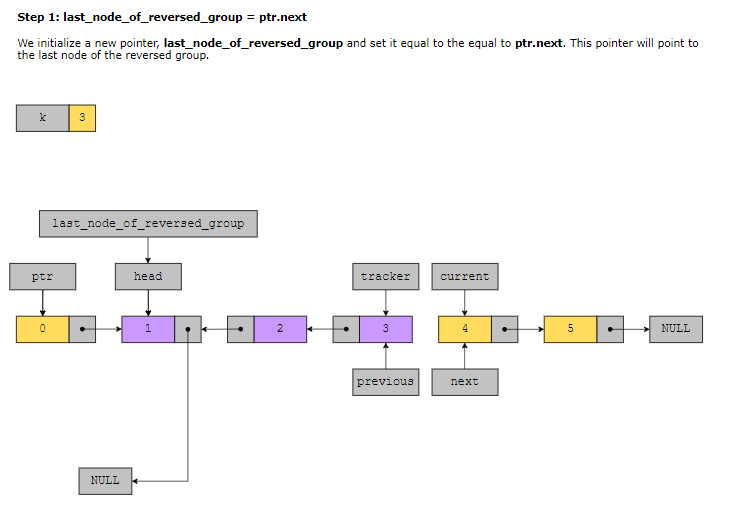 Step 1: last_node_of_reversed_group = ptr.next
We initialize a new pointer, last_node_of_reversed_group and set it equal to the equal to ptr.next. This pointer will point to
the last node of the reversed group.
k 3
last_node_of_reversed_group
ptr head tracker current
0 1 2 3 4 5 NULL
previous next
NULL